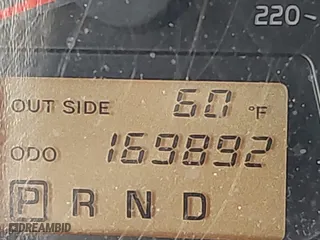 220
OUT SIDE 60 °F
ODO 169892
P R N D
DREAMBID